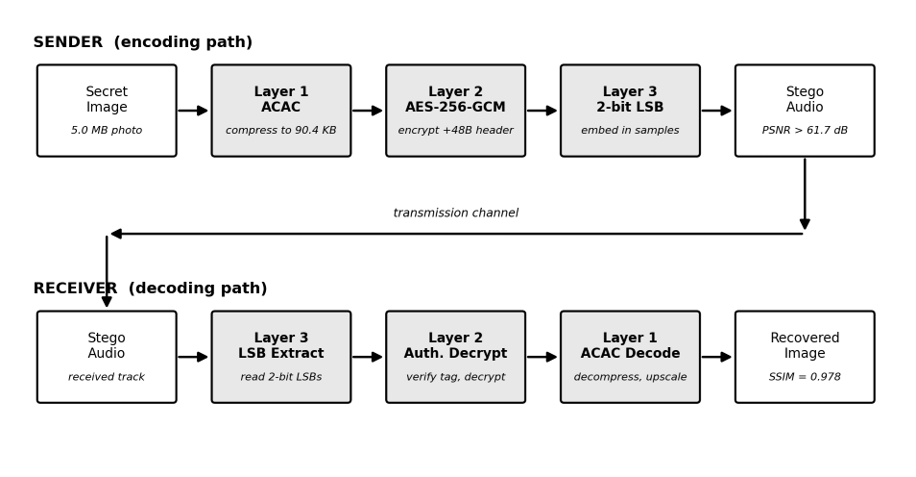 SENDER (encoding path)
Secret
Image
5.0 MB photo
Layer 1
ACAC
compress to 90.4 KB
Layer 2
AES-256-GCM
encrypt +48B header
Layer 3
2-bit LSB
embed in samples
Stego
Audio
PSNR > 61.7 dB
transmission channel
RECEIVER (decoding path)
Stego
Audio
received track
Layer 3
LSB Extract
read 2-bit LSBs
Layer 2
Auth. Decrypt
verify tag, decrypt
Layer 1
ACAC Decode
decompress, upscale
Recovered
Image
SSIM = 0.978